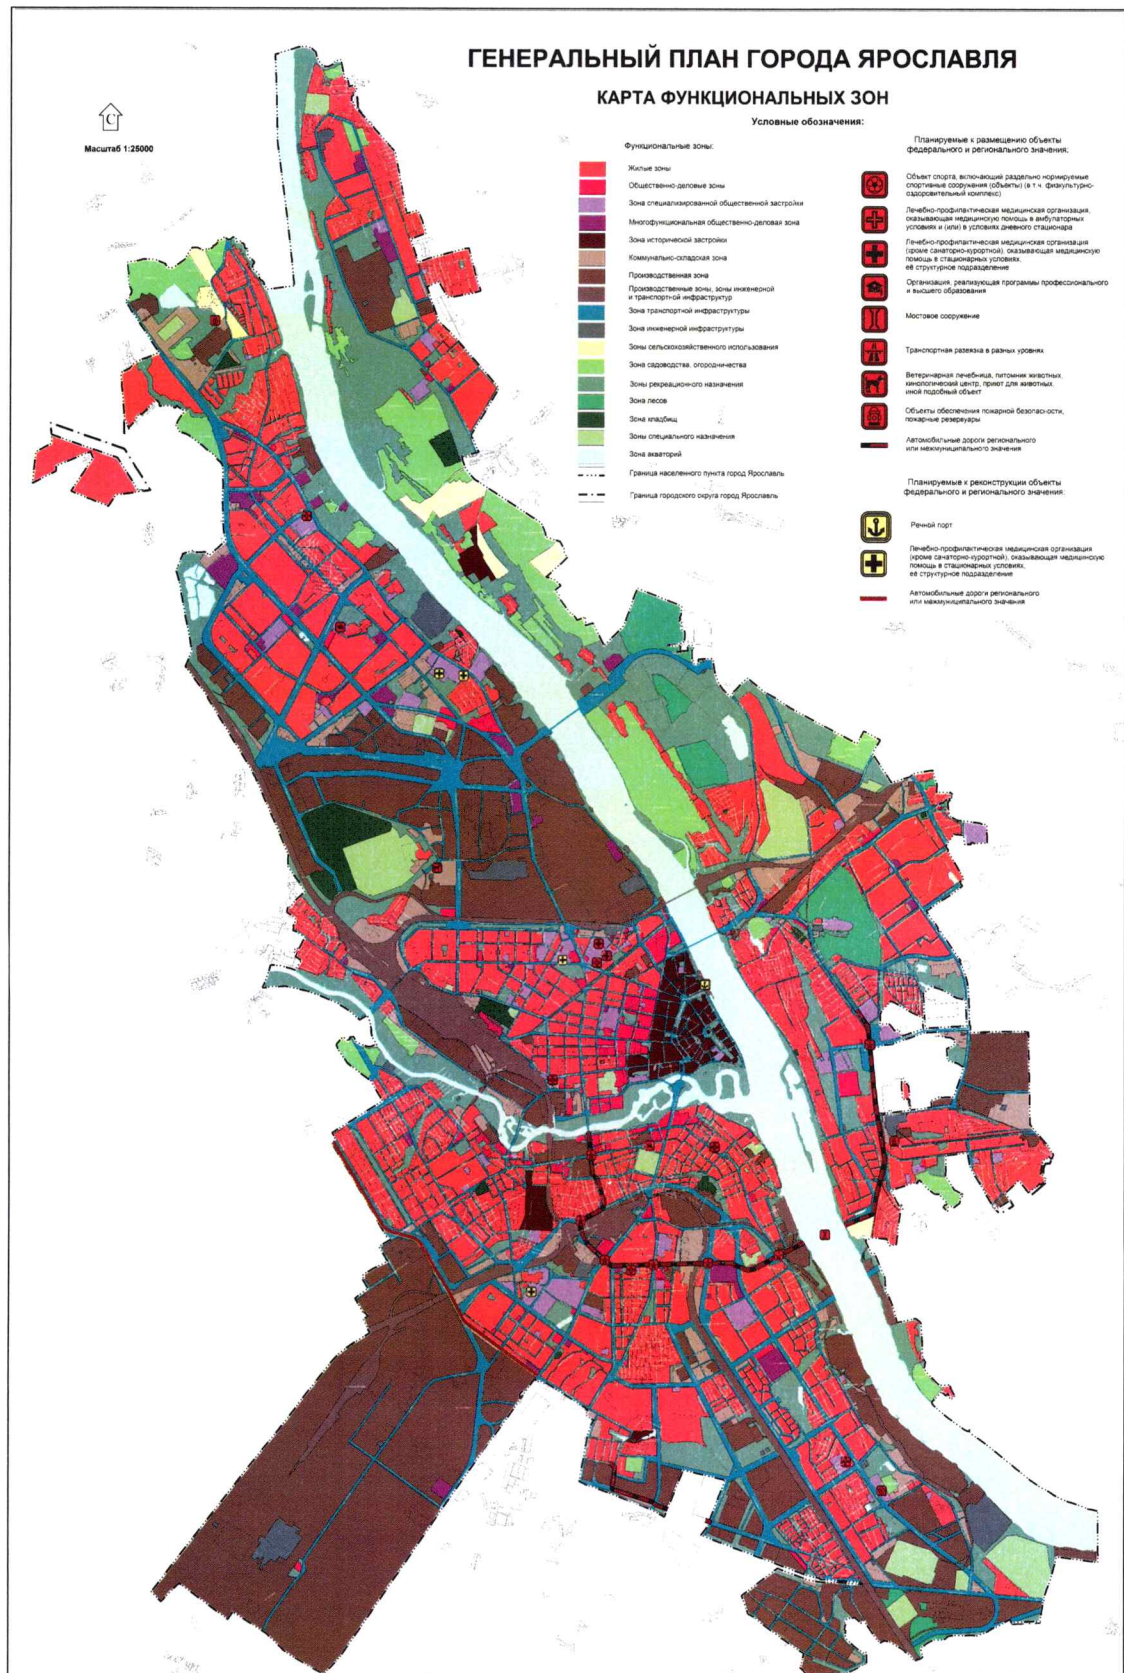 ГЕНЕРАЛЬНЫЙ ПЛАН ГОРОДА ЯРОСЛАВЛЯ
КАРТА ФУНКЦИОНАЛЬНЫХ ЗОН
Условные обозначения:
С
Масштаб 1:25000
Функциональные зоны:
Жилые зоны
Общественно-деловые зоны
Зона специализированной общественной застройки
Многофункциональная общественно-деловая зона
Зона исторической застройки
Коммунально-складская зона
Производственная зона
Производственные зоны, зоны инженерной
и транспортной инфраструктур
Зона транспортной инфраструктуры
Зона инженерной инфраструктуры
Зоны сельскохозяйственного использования
Зона садоводства, огородничества
Зоны рекреационного назначения
Зона лесов
Зона кладбищ
Зоны специального назначения
Зона акваторий
Граница населенного пункта город Ярославль
Граница городского округа город Ярославль
Планируемые к размещению объекты
федерального и регионального значения:
Объект спорта, включающий раздельно нормируемые
спортивные сооружения (объекты) (в т.ч. физкультурно-
оздоровительный комплекс)
Лечебно-профилактическая медицинская организация,
оказывающая медицинскую помощь в амбулаторных
условиях и (или) в условиях дневного стационара
Лечебно-профилактическая медицинская организация
(кроме санаторно-курортной), оказывающая медицинскую
помощь в стационарных условиях,
её структурное подразделение
Организация, реализующая программы профессионального
и высшего образования
Мостовое сооружение
Транспортная развязка в разных уровнях
Ветеринарная лечебница, питомник животных,
кинологический центр, приют для животных,
иной подобный объект
Объекты обеспечения пожарной безопасности,
пожарные резервуары
Автомобильные дороги регионального
или межмуниципального значения
Планируемые к реконструкции объекты
федерального и регионального значения:
Речной порт
Лечебно-профилактическая медицинская организация
(кроме санаторно-курортной), оказывающая медицинскую
помощь в стационарных условиях,
её структурное подразделение
Автомобильные дороги регионального
или межмуниципального значения